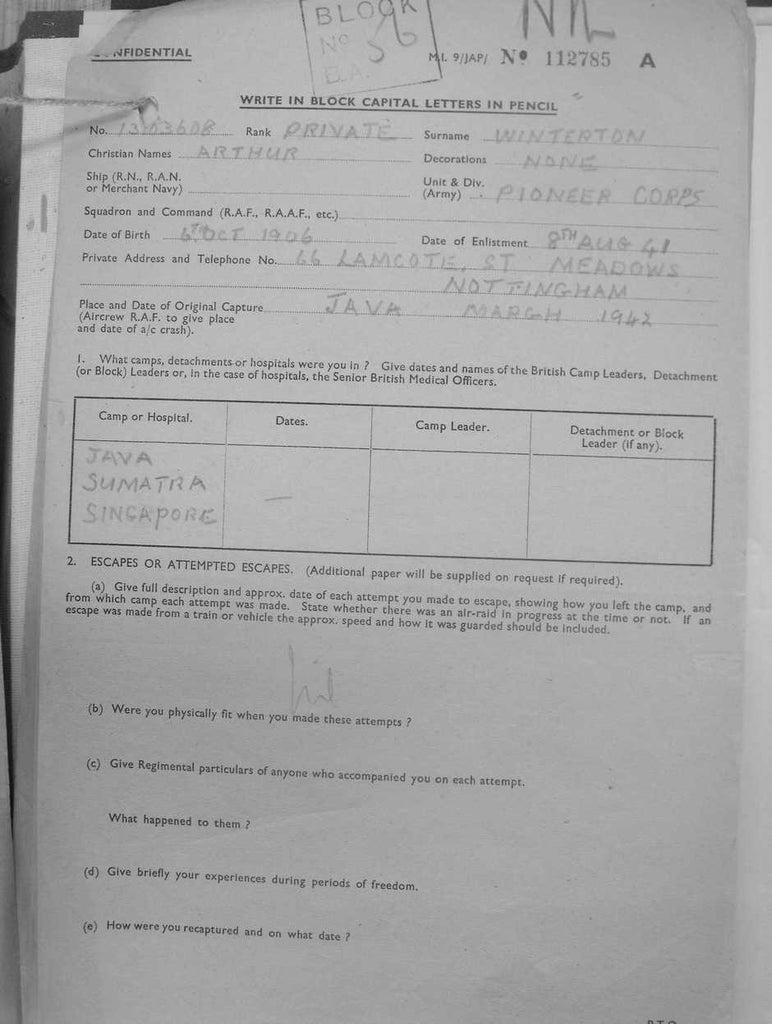 BLOCK
No 56
B.A.
NIL
CONFIDENTIAL
M.I. 9/JAP/ No 112785 A
WRITE IN BLOCK CAPITAL LETTERS IN PENCIL
No. 13053608 Rank PRIVATE Surname WINTERTON
Christian Names ARTHUR Decorations NONE
Ship (R.N., R.A.N. or Merchant Navy) Unit & Div. (Army) PIONEER CORPS
Squadron and Command (R.A.F., R.A.A.F., etc.)
Date of Birth 6TH OCT 1906 Date of Enlistment 8TH AUG 41
Private Address and Telephone No. 66 LAMCOTE, ST MEADOWS
NOTTINGHAM
Place and Date of Original Capture JAVA MARCH 1942
(Aircrew R.A.F. to give place
and date of a/c crash).
1. What camps, detachments or hospitals were you in ? Give dates and names of the British Camp Leaders, Detachment
(or Block) Leaders or, in the case of hospitals, the Senior British Medical Officers.
Camp or Hospital. Dates. Camp Leader. Detachment or Block Leader (if any).
JAVA
SUMATRA —
SINGAPORE
2. ESCAPES OR ATTEMPTED ESCAPES. (Additional paper will be supplied on request if required).
(a) Give full description and approx. date of each attempt you made to escape, showing how you left the camp, and
from which camp each attempt was made. State whether there was an air-raid in progress at the time or not. If an
escape was made from a train or vehicle the approx. speed and how it was guarded should be included.
Nil
(b) Were you physically fit when you made these attempts ?
(c) Give Regimental particulars of anyone who accompanied you on each attempt.
What happened to them ?
(d) Give briefly your experiences during periods of freedom.
(e) How were you recaptured and on what date ?
P.T.O.